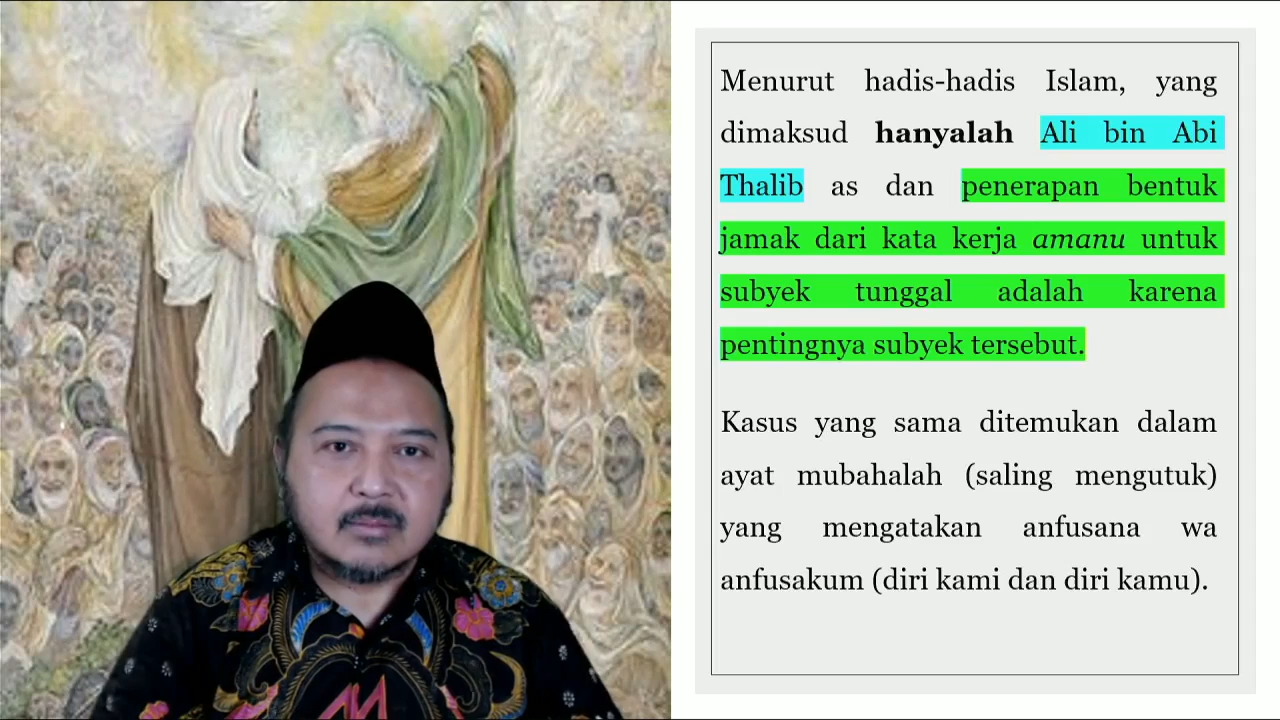 Menurut hadis-hadis Islam, yang
dimaksud hanyalah Ali bin Abi
Thalib as dan penerapan bentuk
jamak dari kata kerja amanu untuk
subyek tunggal adalah karena
pentingnya subyek tersebut.
Kasus yang sama ditemukan dalam
ayat mubahalah (saling mengutuk)
yang mengatakan anfusana wa
anfusakum (diri kami dan diri kamu).